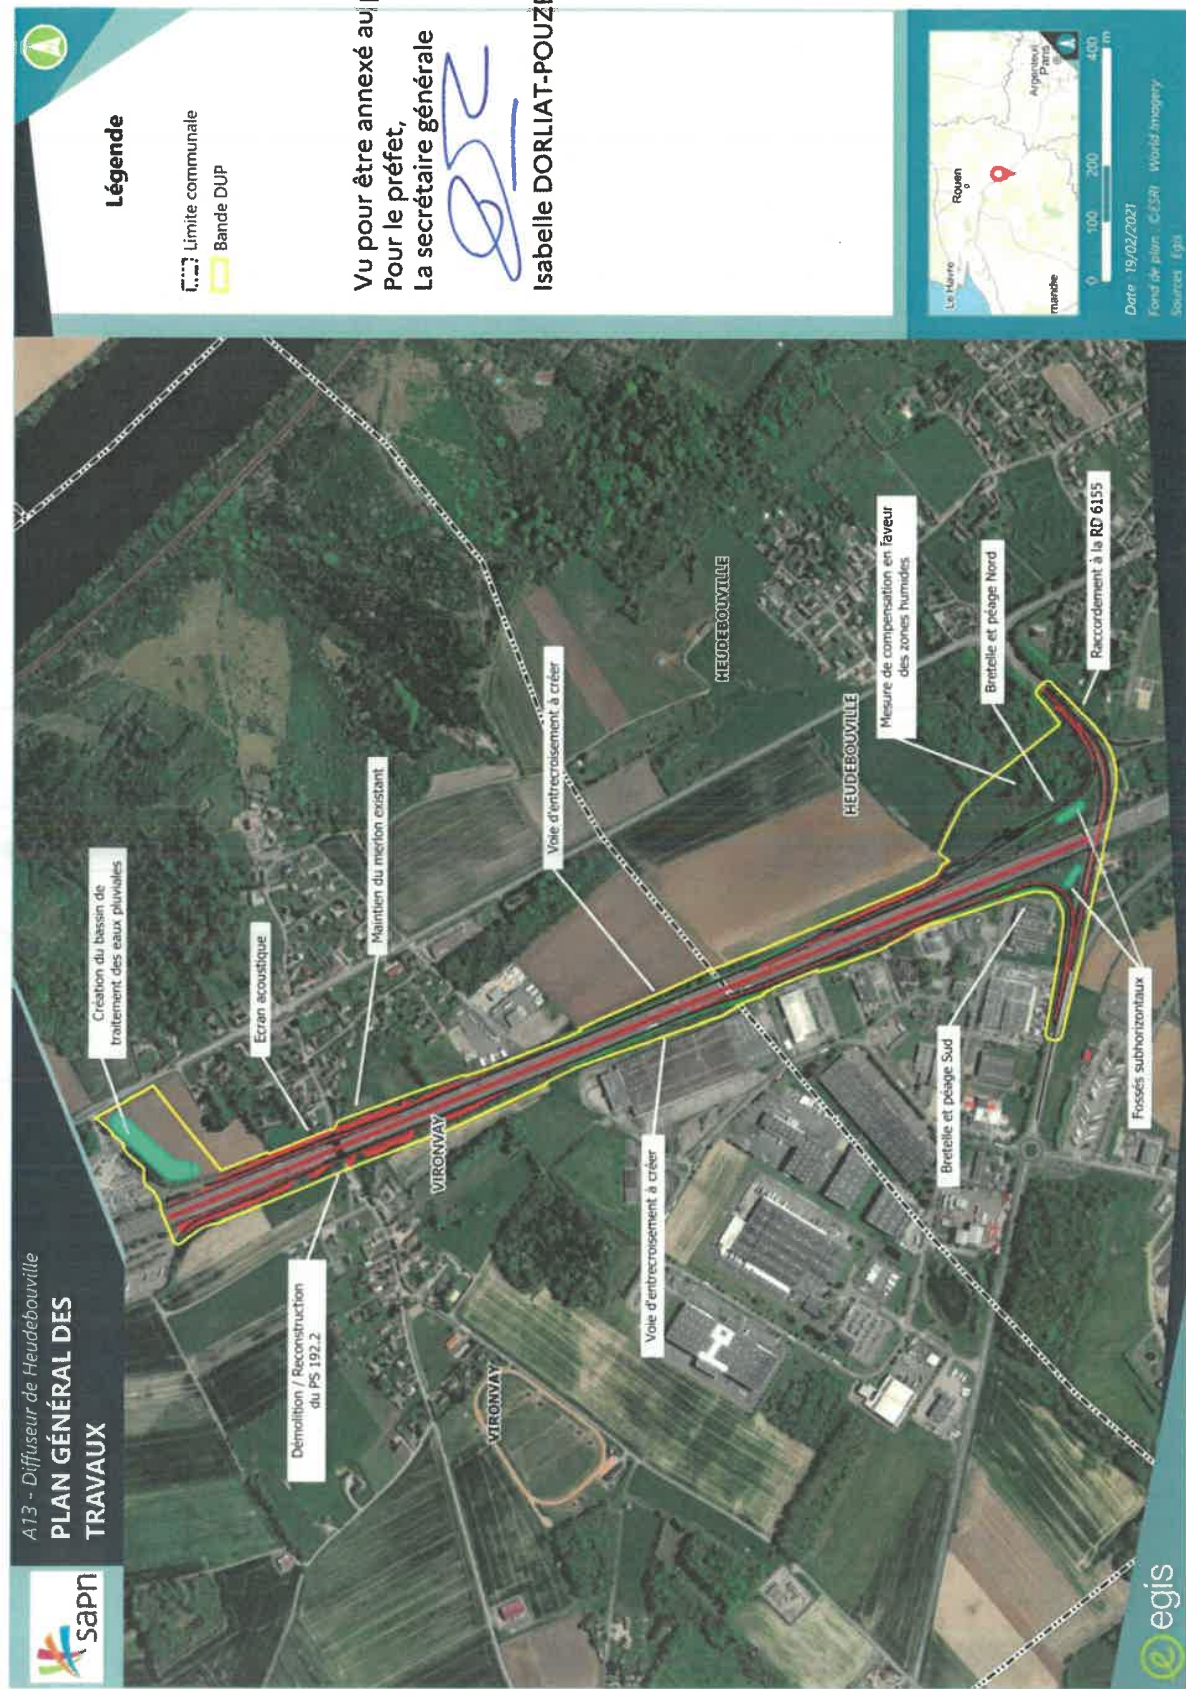 sapn
A13 - Diffuseur de Heudebouville
PLAN GÉNÉRAL DES
TRAVAUX
Création du bassin de
traitement des eaux pluviales
Ecran acoustique
Maintien du merlon existant
Voie d'entrecroisement à créer
HEUDEBOUVILLE
HEUDEBOUVILLE
Mesure de compensation en faveur
des zones humides
Bretelle et péage Nord
Raccordement à la RD 6155
Démolition / Reconstruction
du PS 192.2
VIRONVAY
VIRONVAY
Voie d'entrecroisement à créer
Bretelle et péage Sud
Fossés subhorizontaux
Légende
Limite communale
Bande DUP
Vu pour être annexé au
Pour le préfet,
La secrétaire générale
Isabelle DORLIAT-POUZE
Le Havre
Rouen
Argenteuil
Paris
mandie
0 100 200 400
m
Date : 19/02/2021
Fond de plan : ©ESRI World Imagery
Sources : Egis
egis